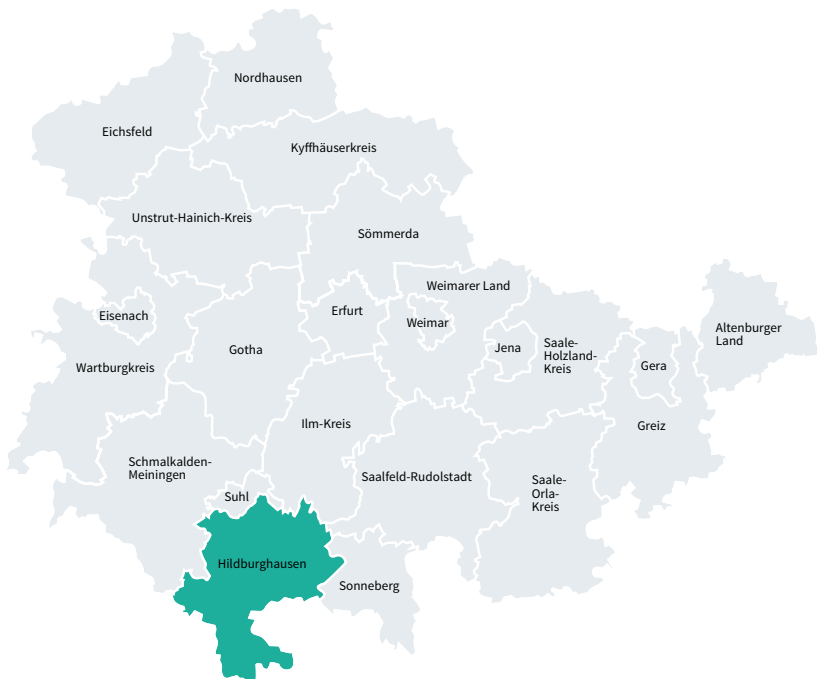 Nordhausen
Eichsfeld
Kyffhäuserkreis
Unstrut-Hainich-Kreis
Sömmerda
Weimarer Land
Erfurt
Eisenach
Weimar
Altenburger
Land
Gotha
Jena
Saale-
Holzland-
Kreis
Gera
Wartburgkreis
Ilm-Kreis
Greiz
Schmalkalden-
Meiningen
Saalfeld-Rudolstadt
Saale-
Orla-
Kreis
Suhl
Hildburghausen
Sonneberg